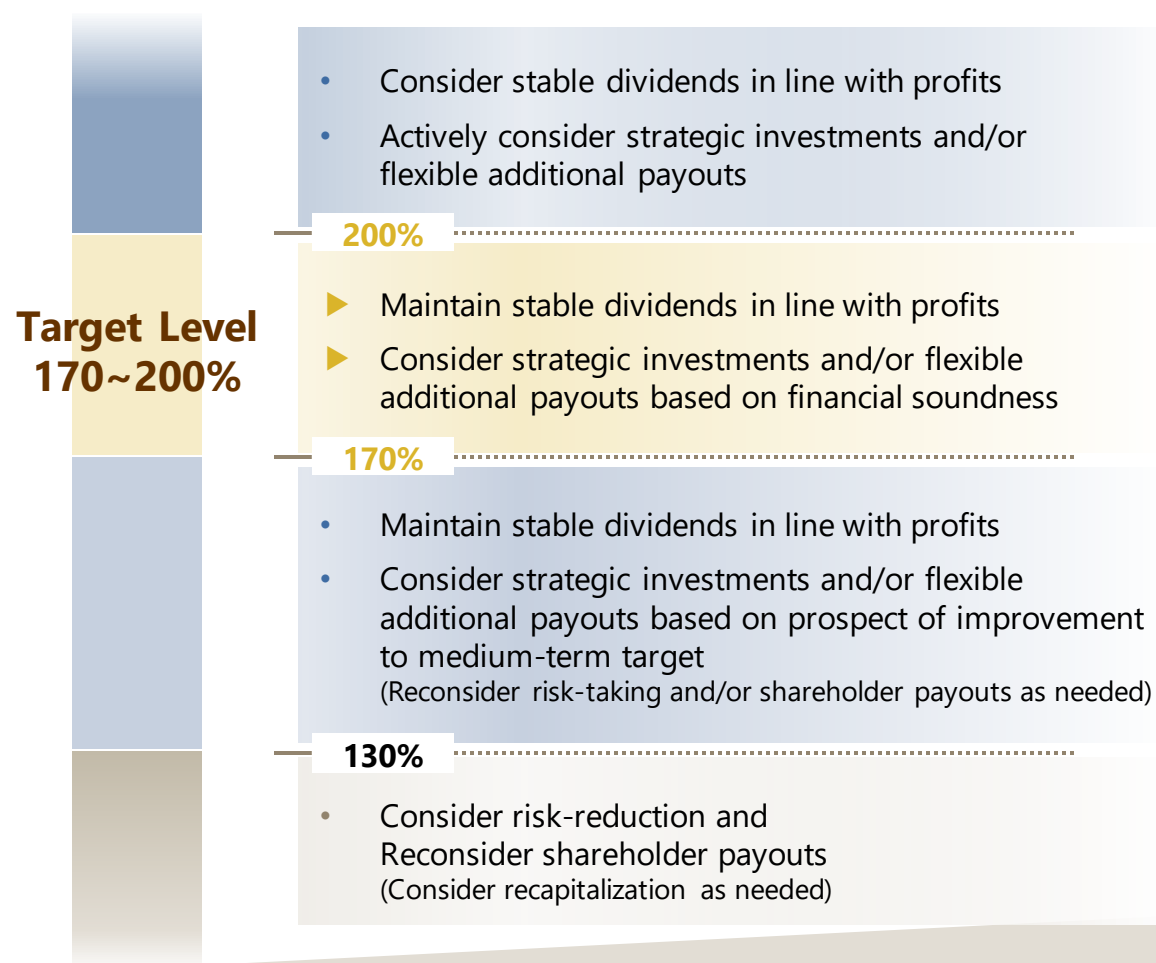 • Consider stable dividends in line with profits
• Actively consider strategic investments and/or
flexible additional payouts
200%
Target Level
170~200%
▶ Maintain stable dividends in line with profits
▶ Consider strategic investments and/or flexible
additional payouts based on financial soundness
170%
• Maintain stable dividends in line with profits
• Consider strategic investments and/or flexible
additional payouts based on prospect of improvement
to medium-term target
(Reconsider risk-taking and/or shareholder payouts as needed)
130%
• Consider risk-reduction and
Reconsider shareholder payouts
(Consider recapitalization as needed)